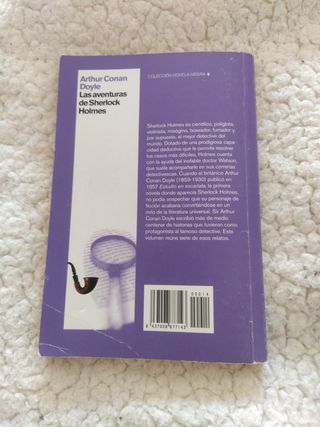 COLECCIÓN NOVELA NEGRA 4
Arthur Conan
Doyle
Las aventuras
de Sherlock
Holmes
Sherlock Holmes es científico, políglota,
violinista, misógino, boxeador, fumador y,
por supuesto, el mejor detective del
mundo. Dotado de una prodigiosa capa-
cidad deductiva que le permite resolver
los casos más difíciles, Holmes cuenta
con la ayuda del inefable doctor Watson,
que suele acompañarle en sus correrías
detectivescas. Cuando el británico Arthur
Conan Doyle (1859-1930) publicó en
1887 Estudio en escarlata, la primera
novela donde aparecía Sherlock Holmes,
no podía sospechar que su personaje de
ficción acabaría convirtiéndose en un
mito de la literatura universal. Sir Arthur
Conan Doyle escribió más de medio
centenar de historias que tuvieron como
protagonista al famoso detective. Este
volumen reúne siete de esos relatos.
00014
8 437008 677143